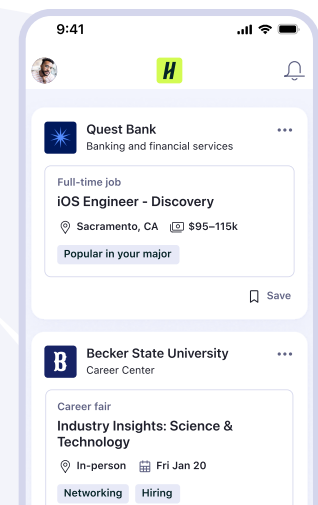 9:41
H
Quest Bank
Banking and financial services
Full-time job
iOS Engineer - Discovery
Sacramento, CA $95–115k
Popular in your major
Save
B
Becker State University
Career Center
Career fair
Industry Insights: Science &
Technology
In-person Fri Jan 20
Networking Hiring